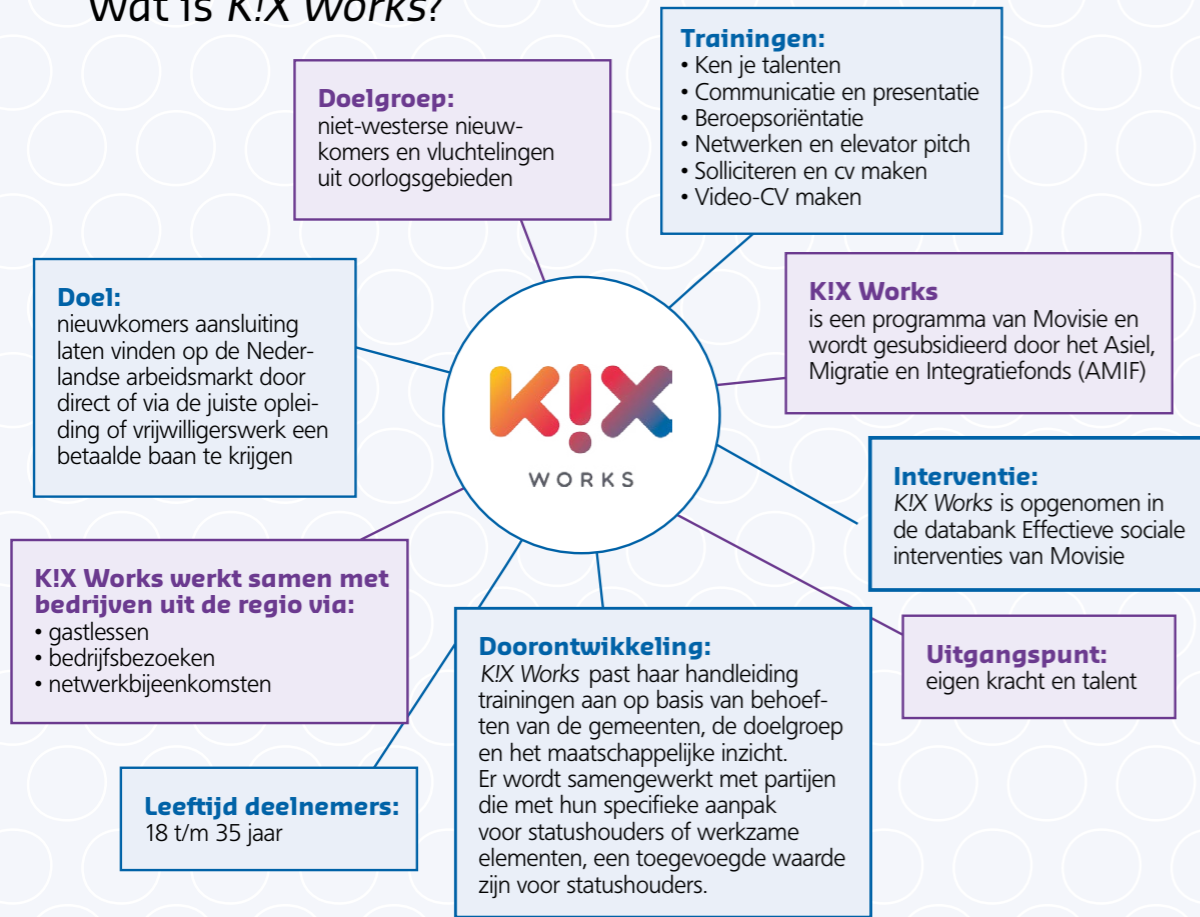 Wat is K!X Works?
Doelgroep:
niet-westerse nieuw-
komers en vluchtelingen
uit oorlogsgebieden
Trainingen:
• Ken je talenten
• Communicatie en presentatie
• Beroepsoriëntatie
• Netwerken en elevator pitch
• Solliciteren en cv maken
• Video-CV maken
Doel:
nieuwkomers aansluiting
laten vinden op de Neder-
landse arbeidsmarkt door
direct of via de juiste oplei-
ding of vrijwilligerswerk een
betaalde baan te krijgen
K!X Works
is een programma van Movisie en
wordt gesubsidieerd door het Asiel,
Migratie en Integratiefonds (AMIF)
K!X
WORKS
Interventie:
K!X Works is opgenomen in
de databank Effectieve sociale
interventies van Movisie
K!X Works werkt samen met
bedrijven uit de regio via:
• gastlessen
• bedrijfsbezoeken
• netwerkbijeenkomsten
Doorontwikkeling:
K!X Works past haar handleiding
trainingen aan op basis van behoef-
ten van de gemeenten, de doelgroep
en het maatschappelijke inzicht.
Er wordt samengewerkt met partijen
die met hun specifieke aanpak
voor statushouders of werkzame
elementen, een toegevoegde waarde
zijn voor statushouders.
Uitgangspunt:
eigen kracht en talent
Leeftijd deelnemers:
18 t/m 35 jaar